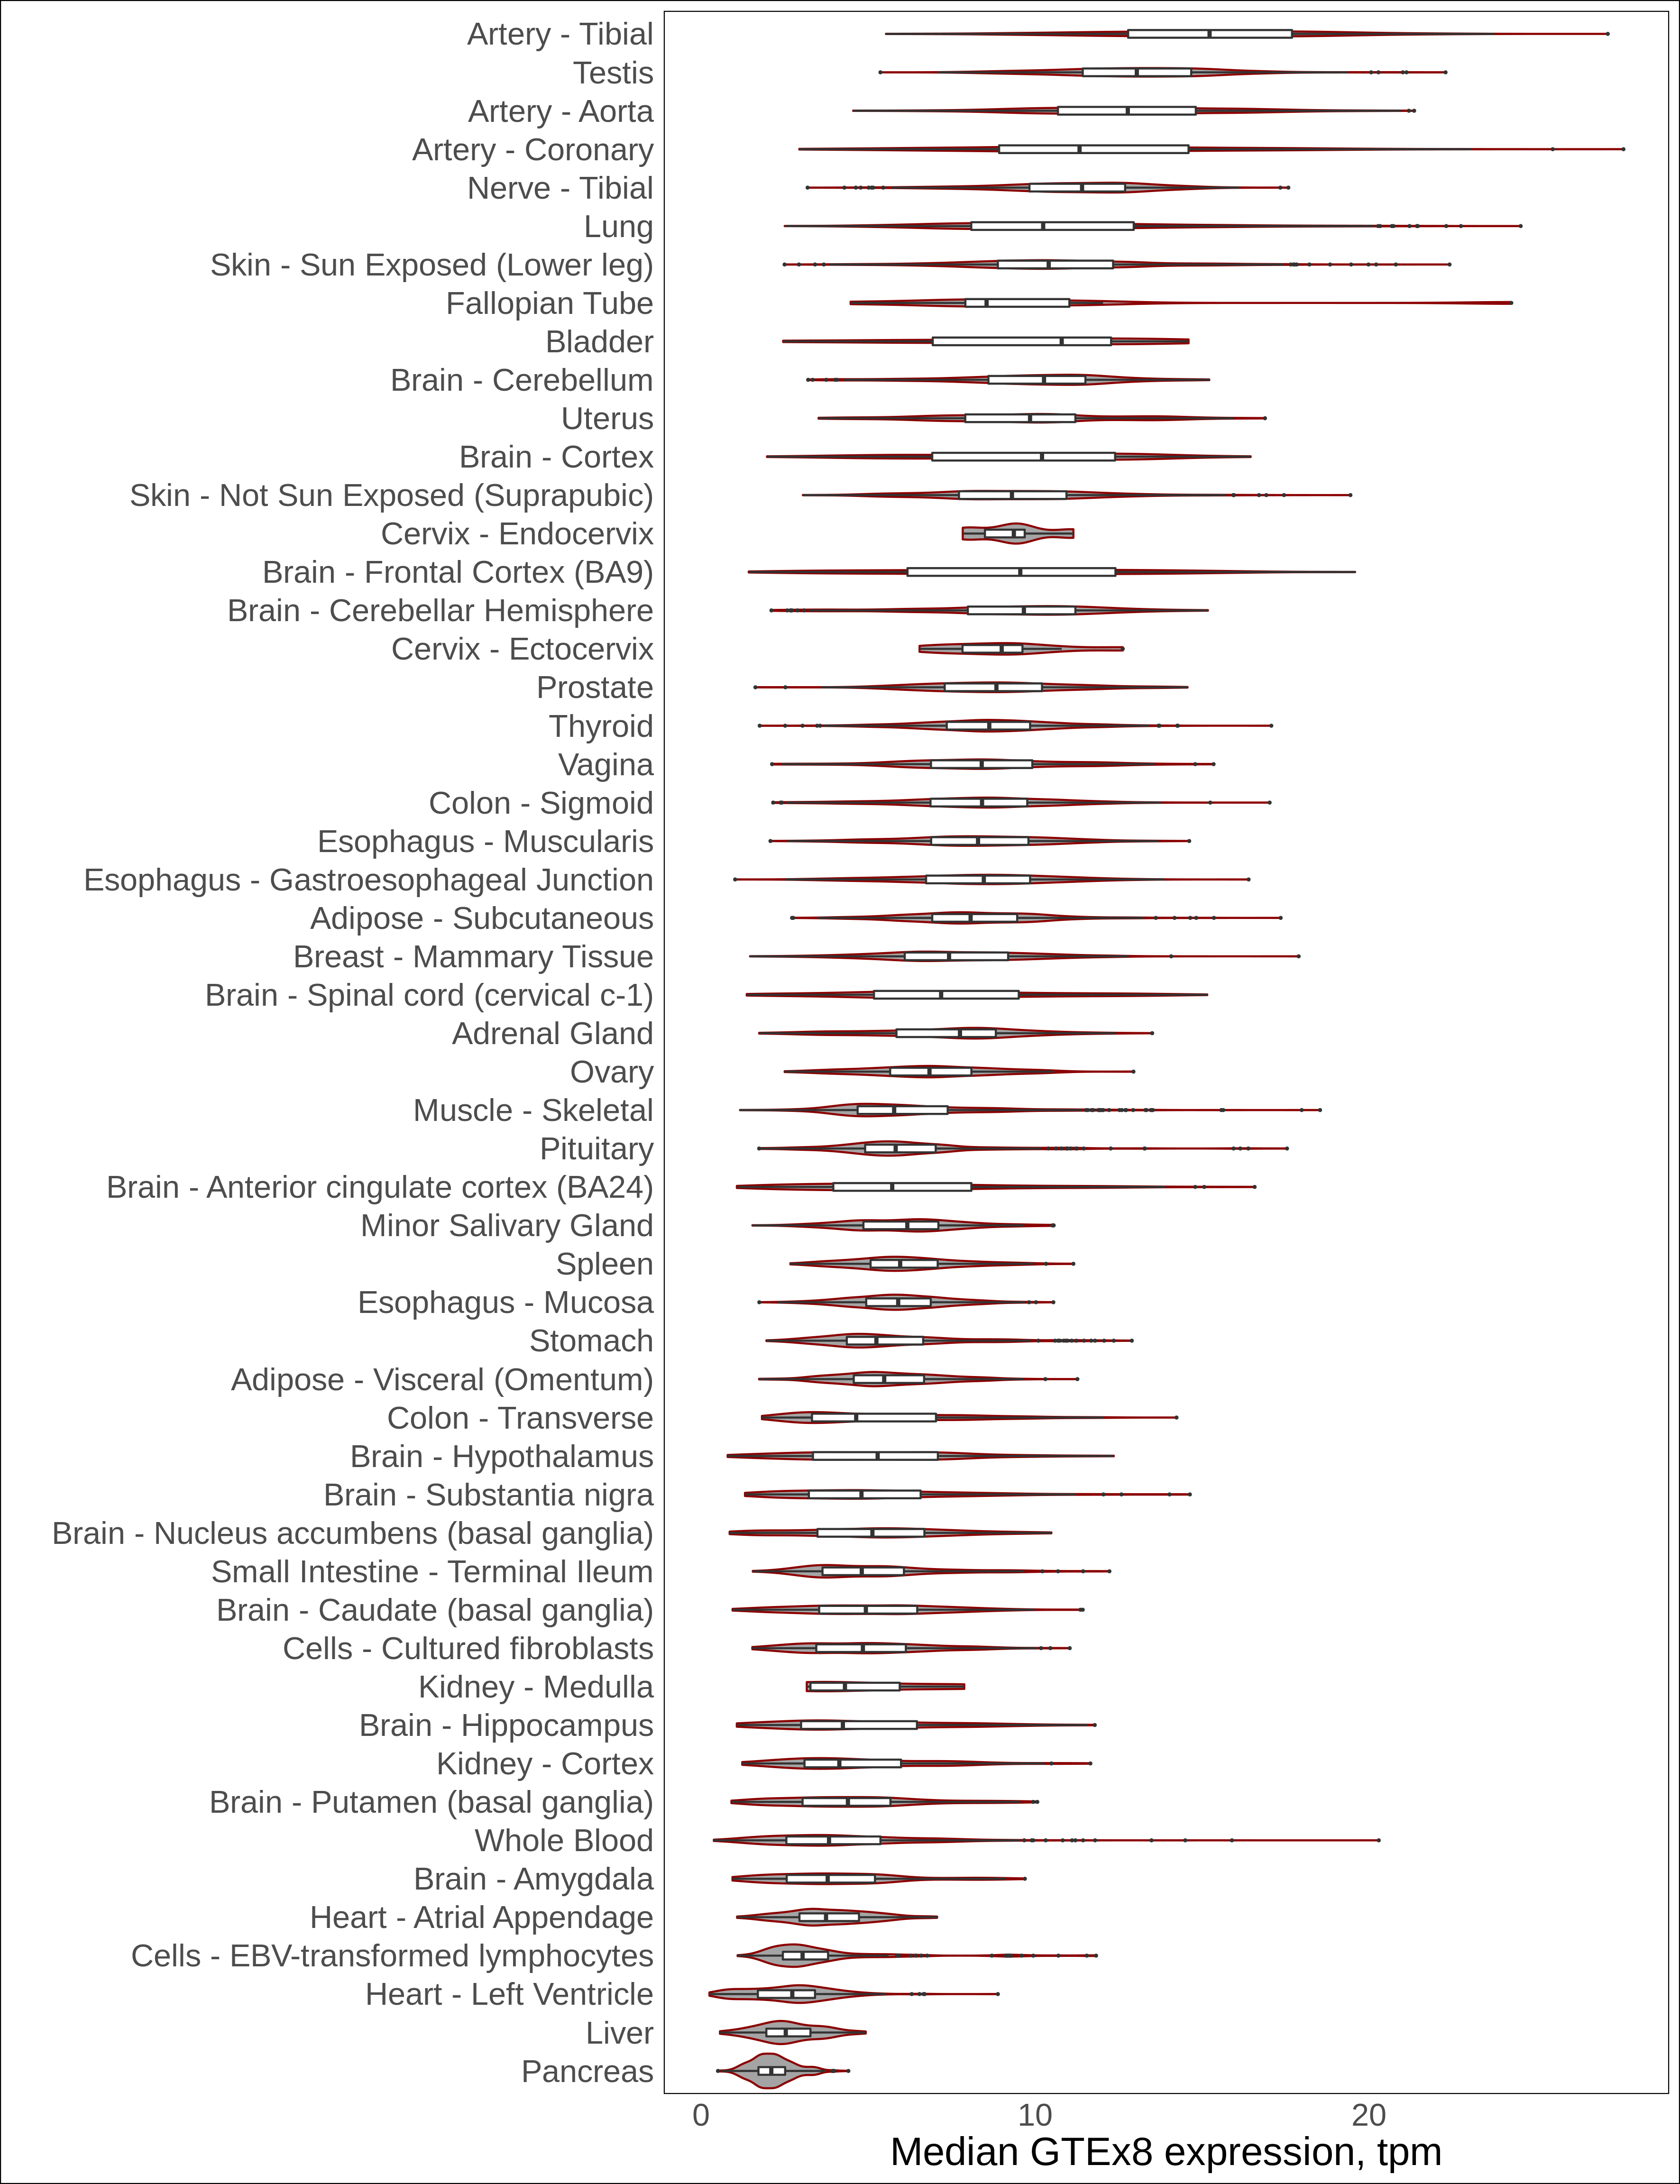 Artery - Tibial
Testis
Artery - Aorta
Artery - Coronary
Nerve - Tibial
Lung
Skin - Sun Exposed (Lower leg)
Fallopian Tube
Bladder
Brain - Cerebellum
Uterus
Brain - Cortex
Skin - Not Sun Exposed (Suprapubic)
Cervix - Endocervix
Brain - Frontal Cortex (BA9)
Brain - Cerebellar Hemisphere
Cervix - Ectocervix
Prostate
Thyroid
Vagina
Colon - Sigmoid
Esophagus - Muscularis
Esophagus - Gastroesophageal Junction
Adipose - Subcutaneous
Breast - Mammary Tissue
Brain - Spinal cord (cervical c-1)
Adrenal Gland
Ovary
Muscle - Skeletal
Pituitary
Brain - Anterior cingulate cortex (BA24)
Minor Salivary Gland
Spleen
Esophagus - Mucosa
Stomach
Adipose - Visceral (Omentum)
Colon - Transverse
Brain - Hypothalamus
Brain - Substantia nigra
Brain - Nucleus accumbens (basal ganglia)
Small Intestine - Terminal Ileum
Brain - Caudate (basal ganglia)
Cells - Cultured fibroblasts
Kidney - Medulla
Brain - Hippocampus
Kidney - Cortex
Brain - Putamen (basal ganglia)
Whole Blood
Brain - Amygdala
Heart - Atrial Appendage
Cells - EBV-transformed lymphocytes
Heart - Left Ventricle
Liver
Pancreas
0 10 20
Median GTEx8 expression, tpm